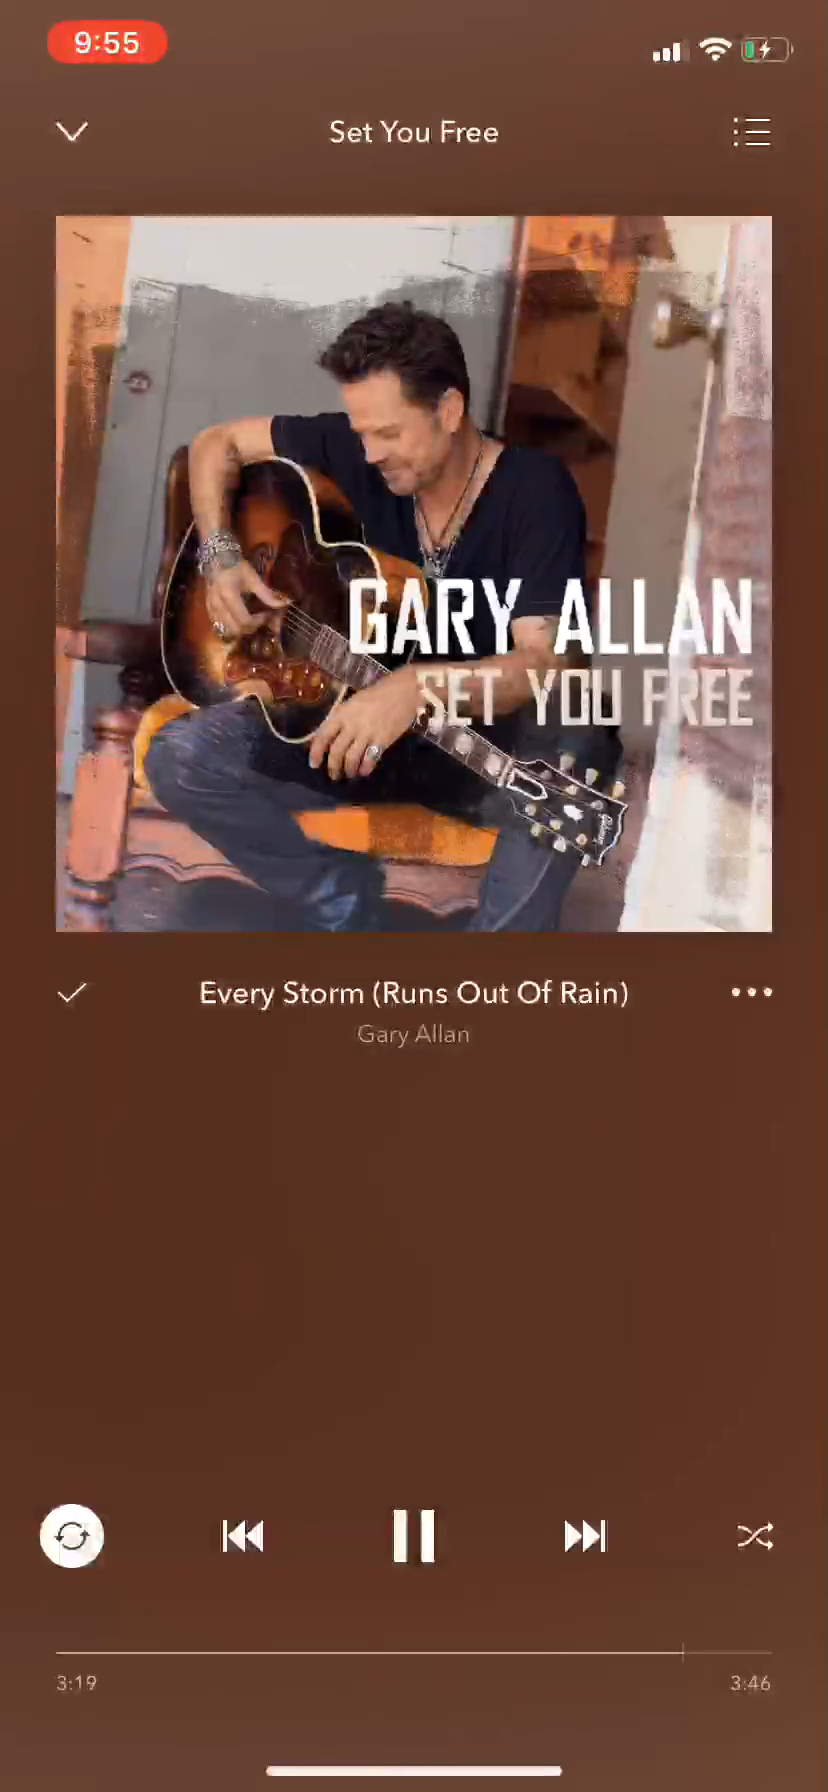 9:55
Set You Free
GARY ALLAN
SET YOU FREE
Every Storm (Runs Out Of Rain)
Gary Allan
3:19
3:46